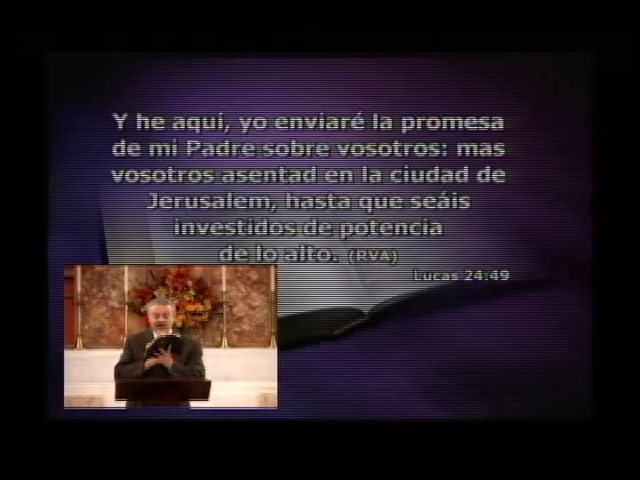 Y he aquí, yo enviaré la promesa
de mi Padre sobre vosotros: mas
vosotros asentad en la ciudad de
Jerusalem, hasta que seáis
investidos de potencia
de lo alto. (RVA)
Lucas 24:49